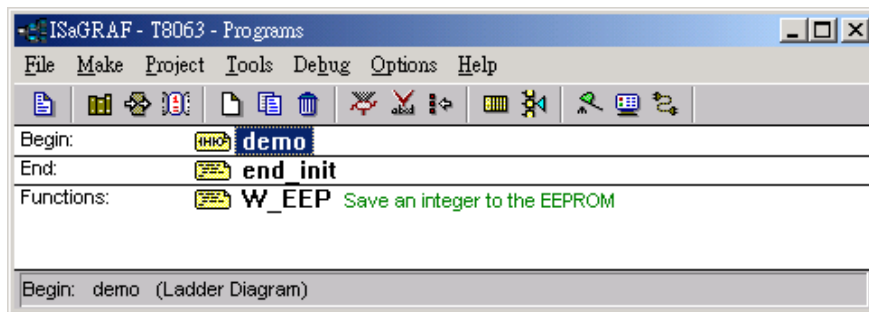 ISaGRAF - T8063 - Programs
File Make Project Tools Debug Options Help
Begin: demo
End: end_init
Functions: W_EEP Save an integer to the EEPROM
Begin: demo (Ladder Diagram)